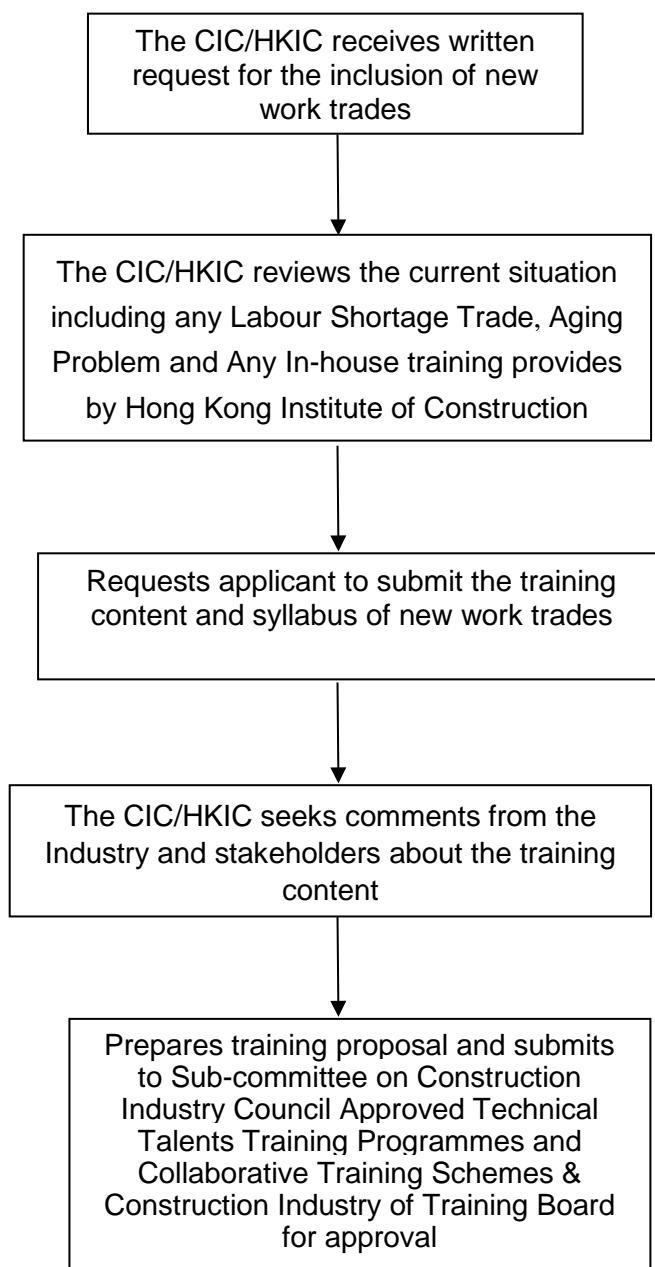 The CIC/HKIC receives written
request for the inclusion of new
work trades
The CIC/HKIC reviews the current situation
including any Labour Shortage Trade, Aging
Problem and Any In-house training provides
by Hong Kong Institute of Construction
Requests applicant to submit the training
content and syllabus of new work trades
The CIC/HKIC seeks comments from the
Industry and stakeholders about the training
content
Prepares training proposal and submits
to Sub-committee on Construction
Industry Council Approved Technical
Talents Training Programmes and
Collaborative Training Schemes &
Construction Industry of Training Board
for approval